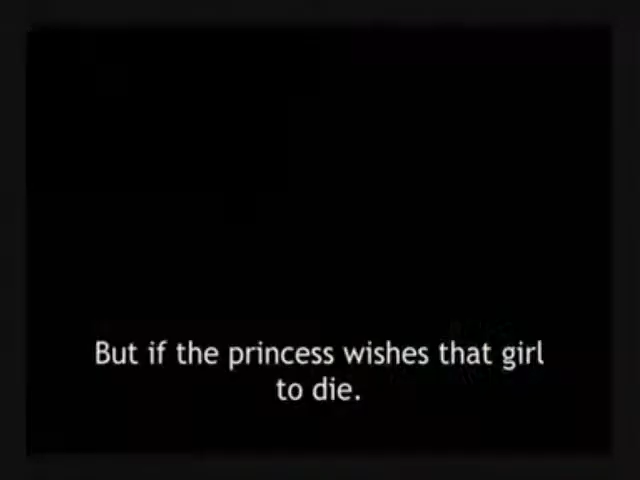 But if the princess wishes that girl
to die.